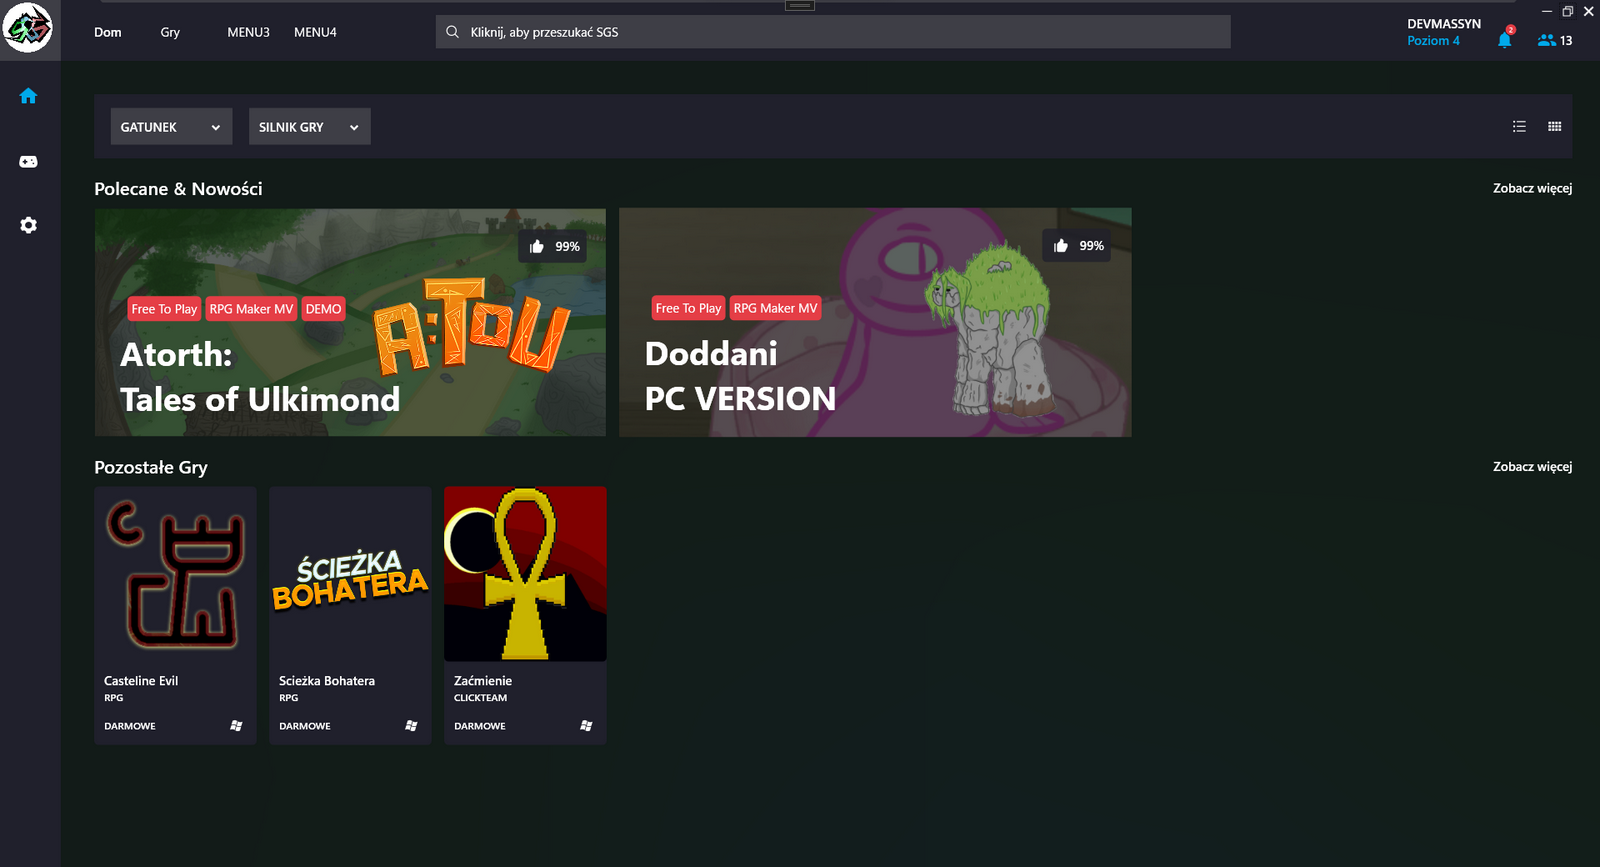 Dom Gry MENU3 MENU4
Kliknij, aby przeszukać SGS
DEVMASSYN
Poziom 4
2
13
GATUNEK
SILNIK GRY
Polecane & Nowości
Zobacz więcej
99%
Free To Play RPG Maker MV DEMO
A:ToU
Atorth:
Tales of Ulkimond
99%
Free To Play RPG Maker MV
Doddani
PC VERSION
Pozostałe Gry
Zobacz więcej
Casteline Evil
RPG
DARMOWE
ŚCIEŻKA
BOHATERA
Scieżka Bohatera
RPG
DARMOWE
Zaćmienie
CLICKTEAM
DARMOWE